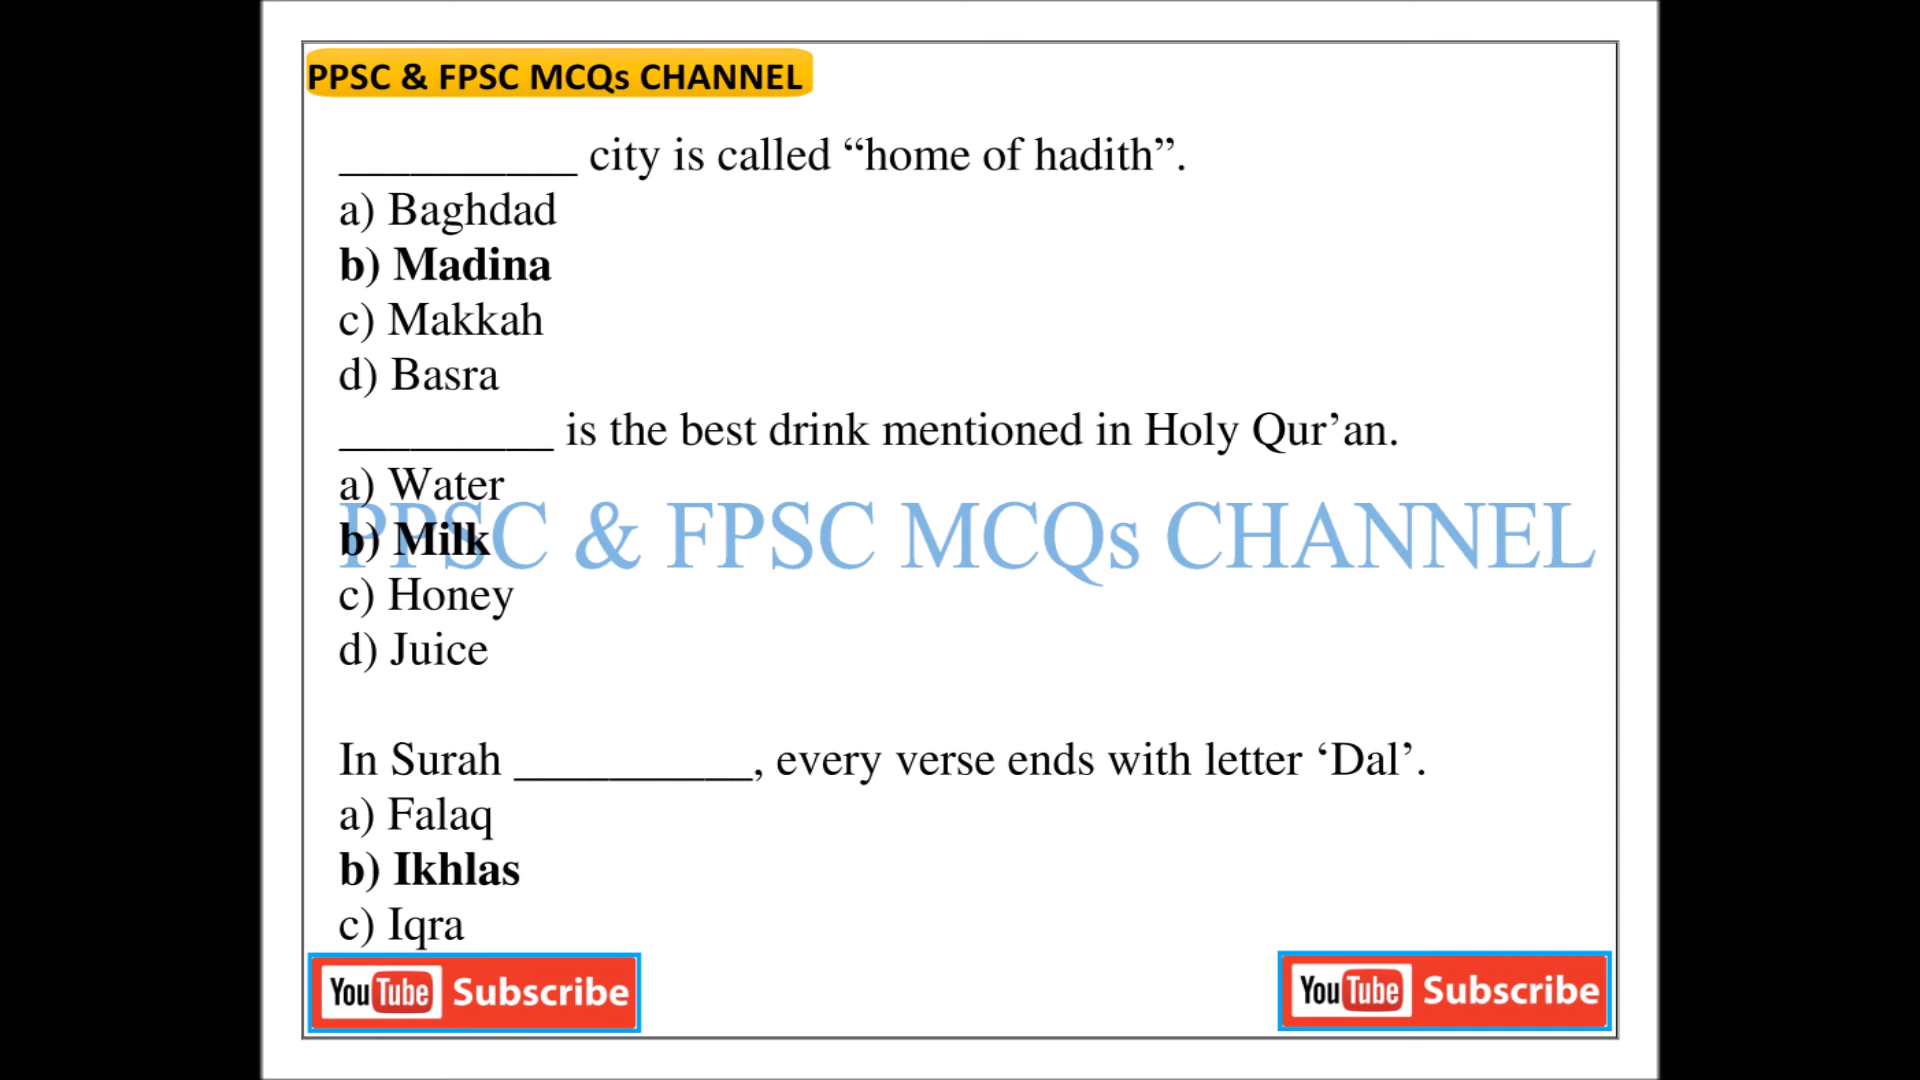 PPSC & FPSC MCQs CHANNEL
__________ city is called “home of hadith”.
a) Baghdad
b) Madina
c) Makkah
d) Basra
_________ is the best drink mentioned in Holy Qur’an.
a) Water
PPSC & FPSC MCQs CHANNEL
b) Milk
c) Honey
d) Juice
In Surah __________, every verse ends with letter ‘Dal’.
a) Falaq
b) Ikhlas
c) Iqra
YouTube Subscribe
YouTube Subscribe